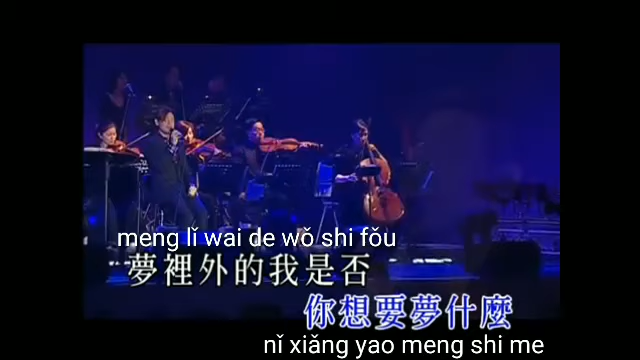 meng lǐ wai de wǒ shi fǒu
夢裡外的我是否
你想要夢什麼
nǐ xiǎng yao meng shi me